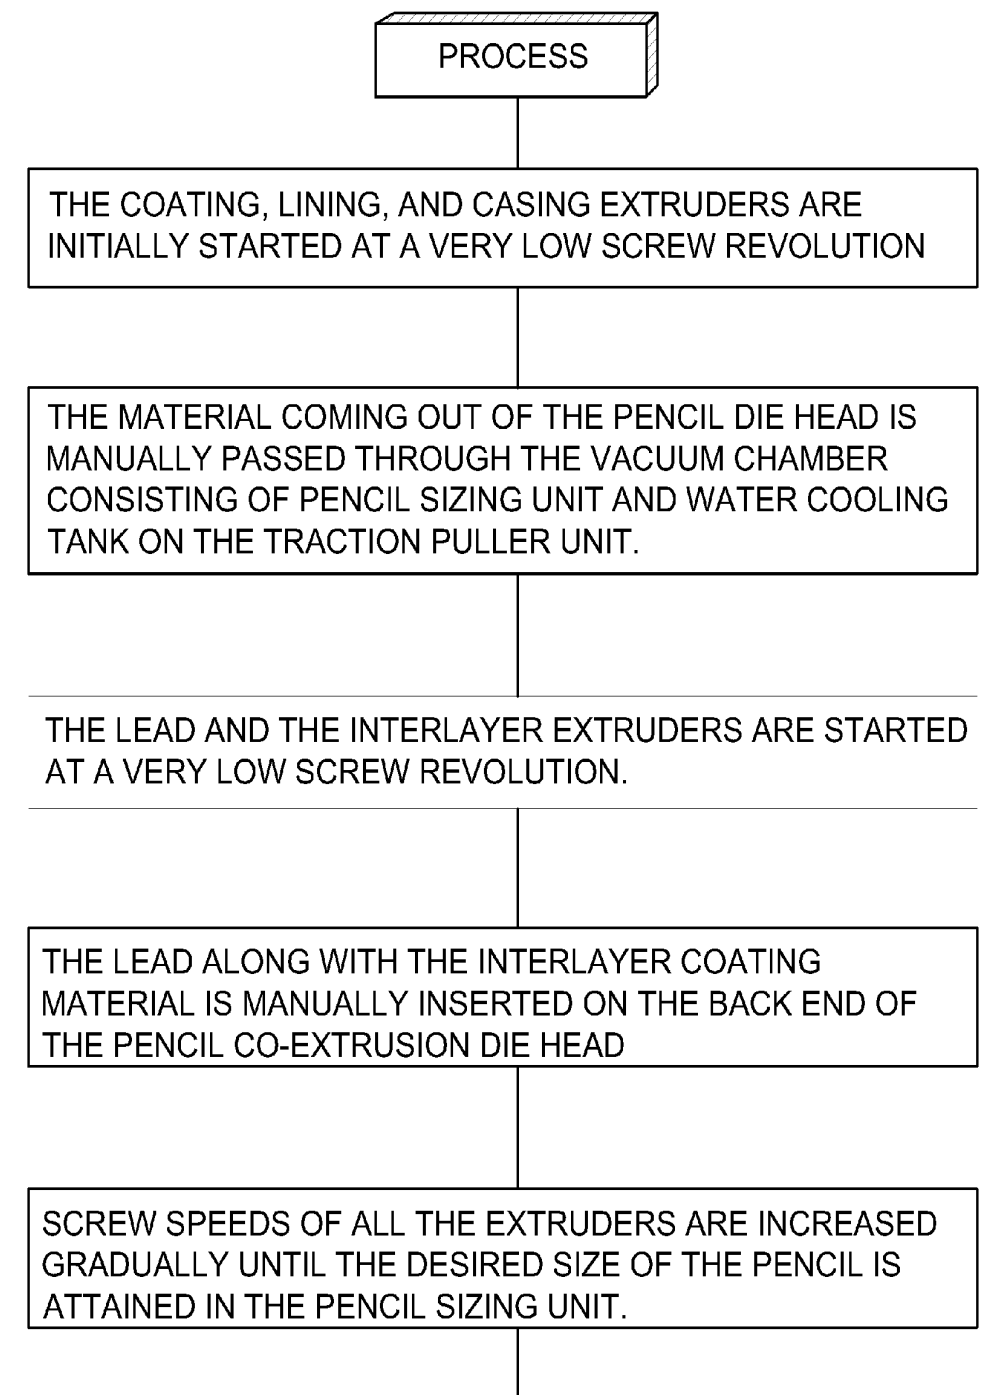 PROCESS
THE COATING, LINING, AND CASING EXTRUDERS ARE
INITIALLY STARTED AT A VERY LOW SCREW REVOLUTION
THE MATERIAL COMING OUT OF THE PENCIL DIE HEAD IS
MANUALLY PASSED THROUGH THE VACUUM CHAMBER
CONSISTING OF PENCIL SIZING UNIT AND WATER COOLING
TANK ON THE TRACTION PULLER UNIT.
THE LEAD AND THE INTERLAYER EXTRUDERS ARE STARTED
AT A VERY LOW SCREW REVOLUTION.
THE LEAD ALONG WITH THE INTERLAYER COATING
MATERIAL IS MANUALLY INSERTED ON THE BACK END OF
THE PENCIL CO-EXTRUSION DIE HEAD
SCREW SPEEDS OF ALL THE EXTRUDERS ARE INCREASED
GRADUALLY UNTIL THE DESIRED SIZE OF THE PENCIL IS
ATTAINED IN THE PENCIL SIZING UNIT.